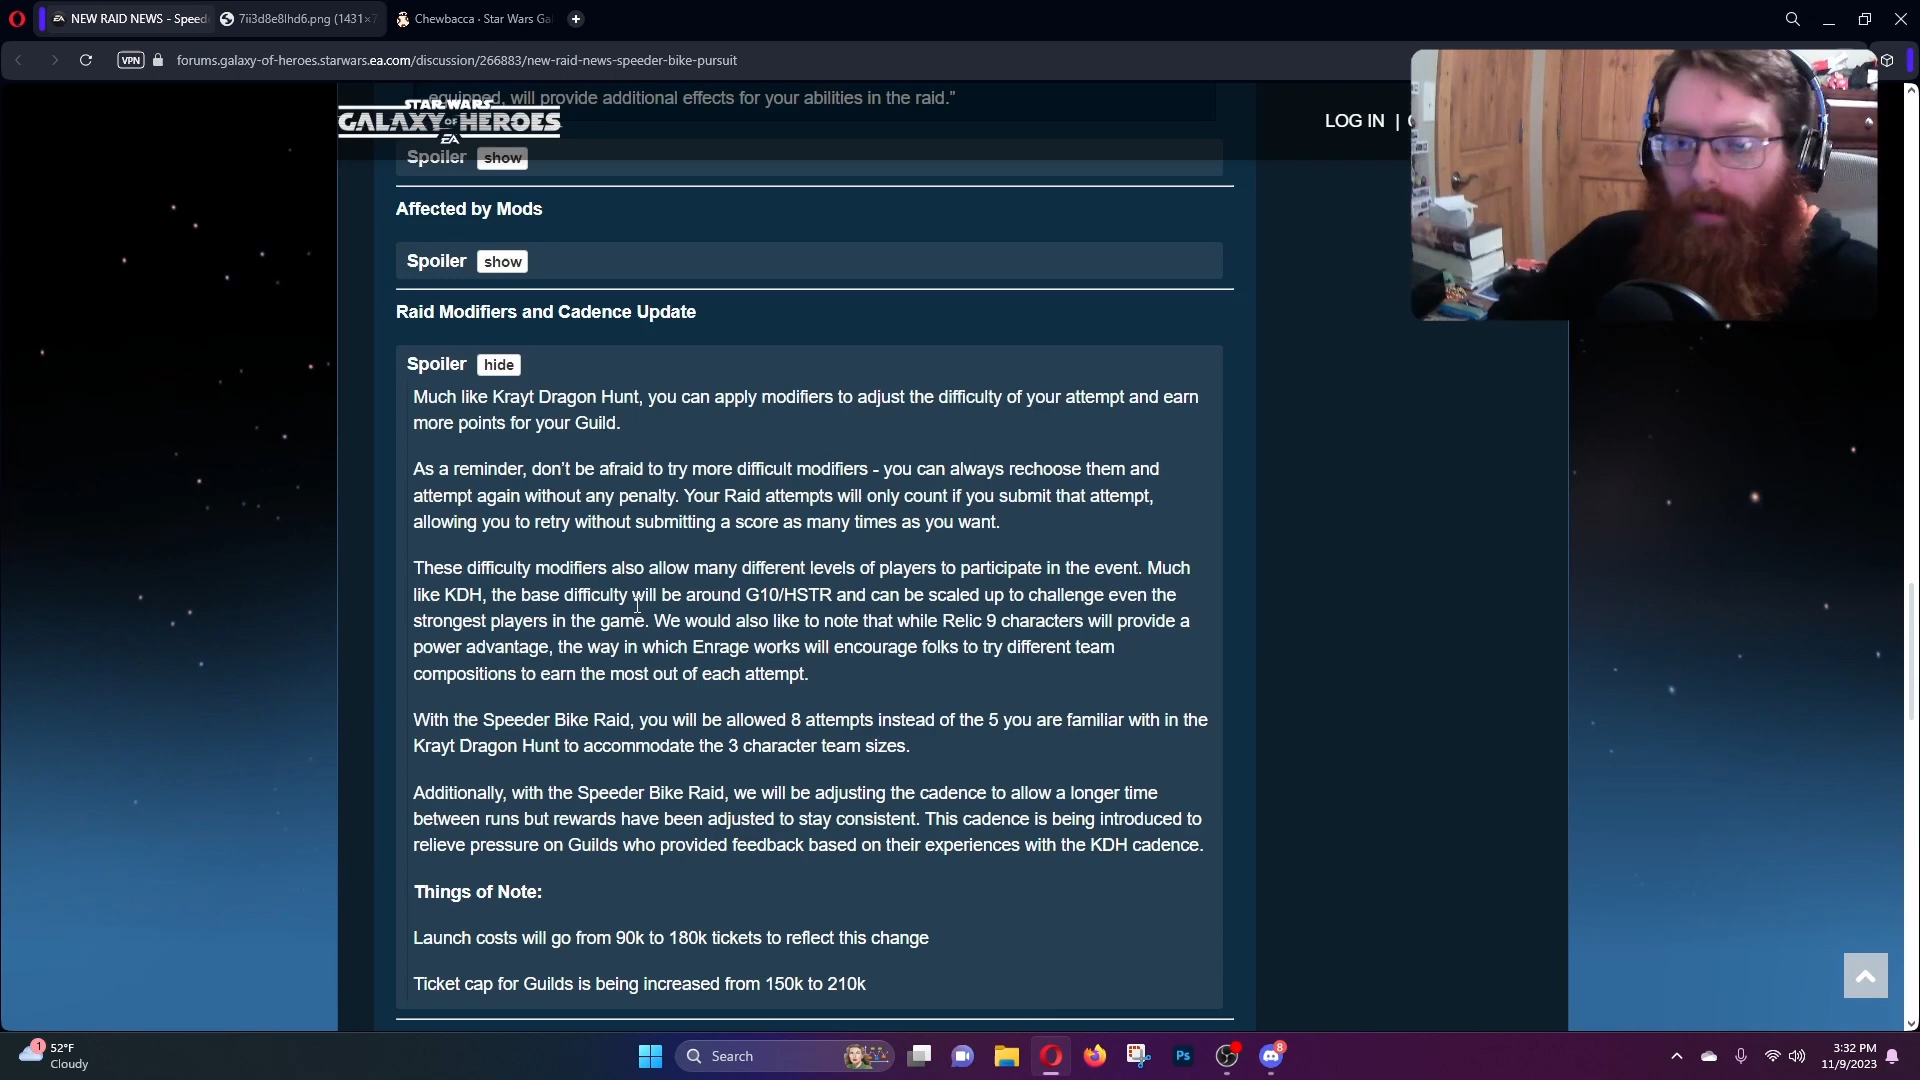 NEW RAID NEWS - Speed
7ii3d8e8lhd6.png (1431×7
Chewbacca · Star Wars Ga
VPN
forums.galaxy-of-heroes.starwars.ea.com/discussion/266883/new-raid-news-speeder-bike-pursuit
equipped, will provide additional effects for your abilities in the raid.”
STAR WARS
GALAXY OF HEROES
EA
LOG IN |
Spoiler show
Affected by Mods
Spoiler show
Raid Modifiers and Cadence Update
Spoiler hide
Much like Krayt Dragon Hunt, you can apply modifiers to adjust the difficulty of your attempt and earn
more points for your Guild.
As a reminder, don’t be afraid to try more difficult modifiers - you can always rechoose them and
attempt again without any penalty. Your Raid attempts will only count if you submit that attempt,
allowing you to retry without submitting a score as many times as you want.
These difficulty modifiers also allow many different levels of players to participate in the event. Much
like KDH, the base difficulty will be around G10/HSTR and can be scaled up to challenge even the
strongest players in the game. We would also like to note that while Relic 9 characters will provide a
power advantage, the way in which Enrage works will encourage folks to try different team
compositions to earn the most out of each attempt.
With the Speeder Bike Raid, you will be allowed 8 attempts instead of the 5 you are familiar with in the
Krayt Dragon Hunt to accommodate the 3 character team sizes.
Additionally, with the Speeder Bike Raid, we will be adjusting the cadence to allow a longer time
between runs but rewards have been adjusted to stay consistent. This cadence is being introduced to
relieve pressure on Guilds who provided feedback based on their experiences with the KDH cadence.
Things of Note:
Launch costs will go from 90k to 180k tickets to reflect this change
Ticket cap for Guilds is being increased from 150k to 210k
1
52°F
Cloudy
Search
Ps
8
3:32 PM
11/9/2023